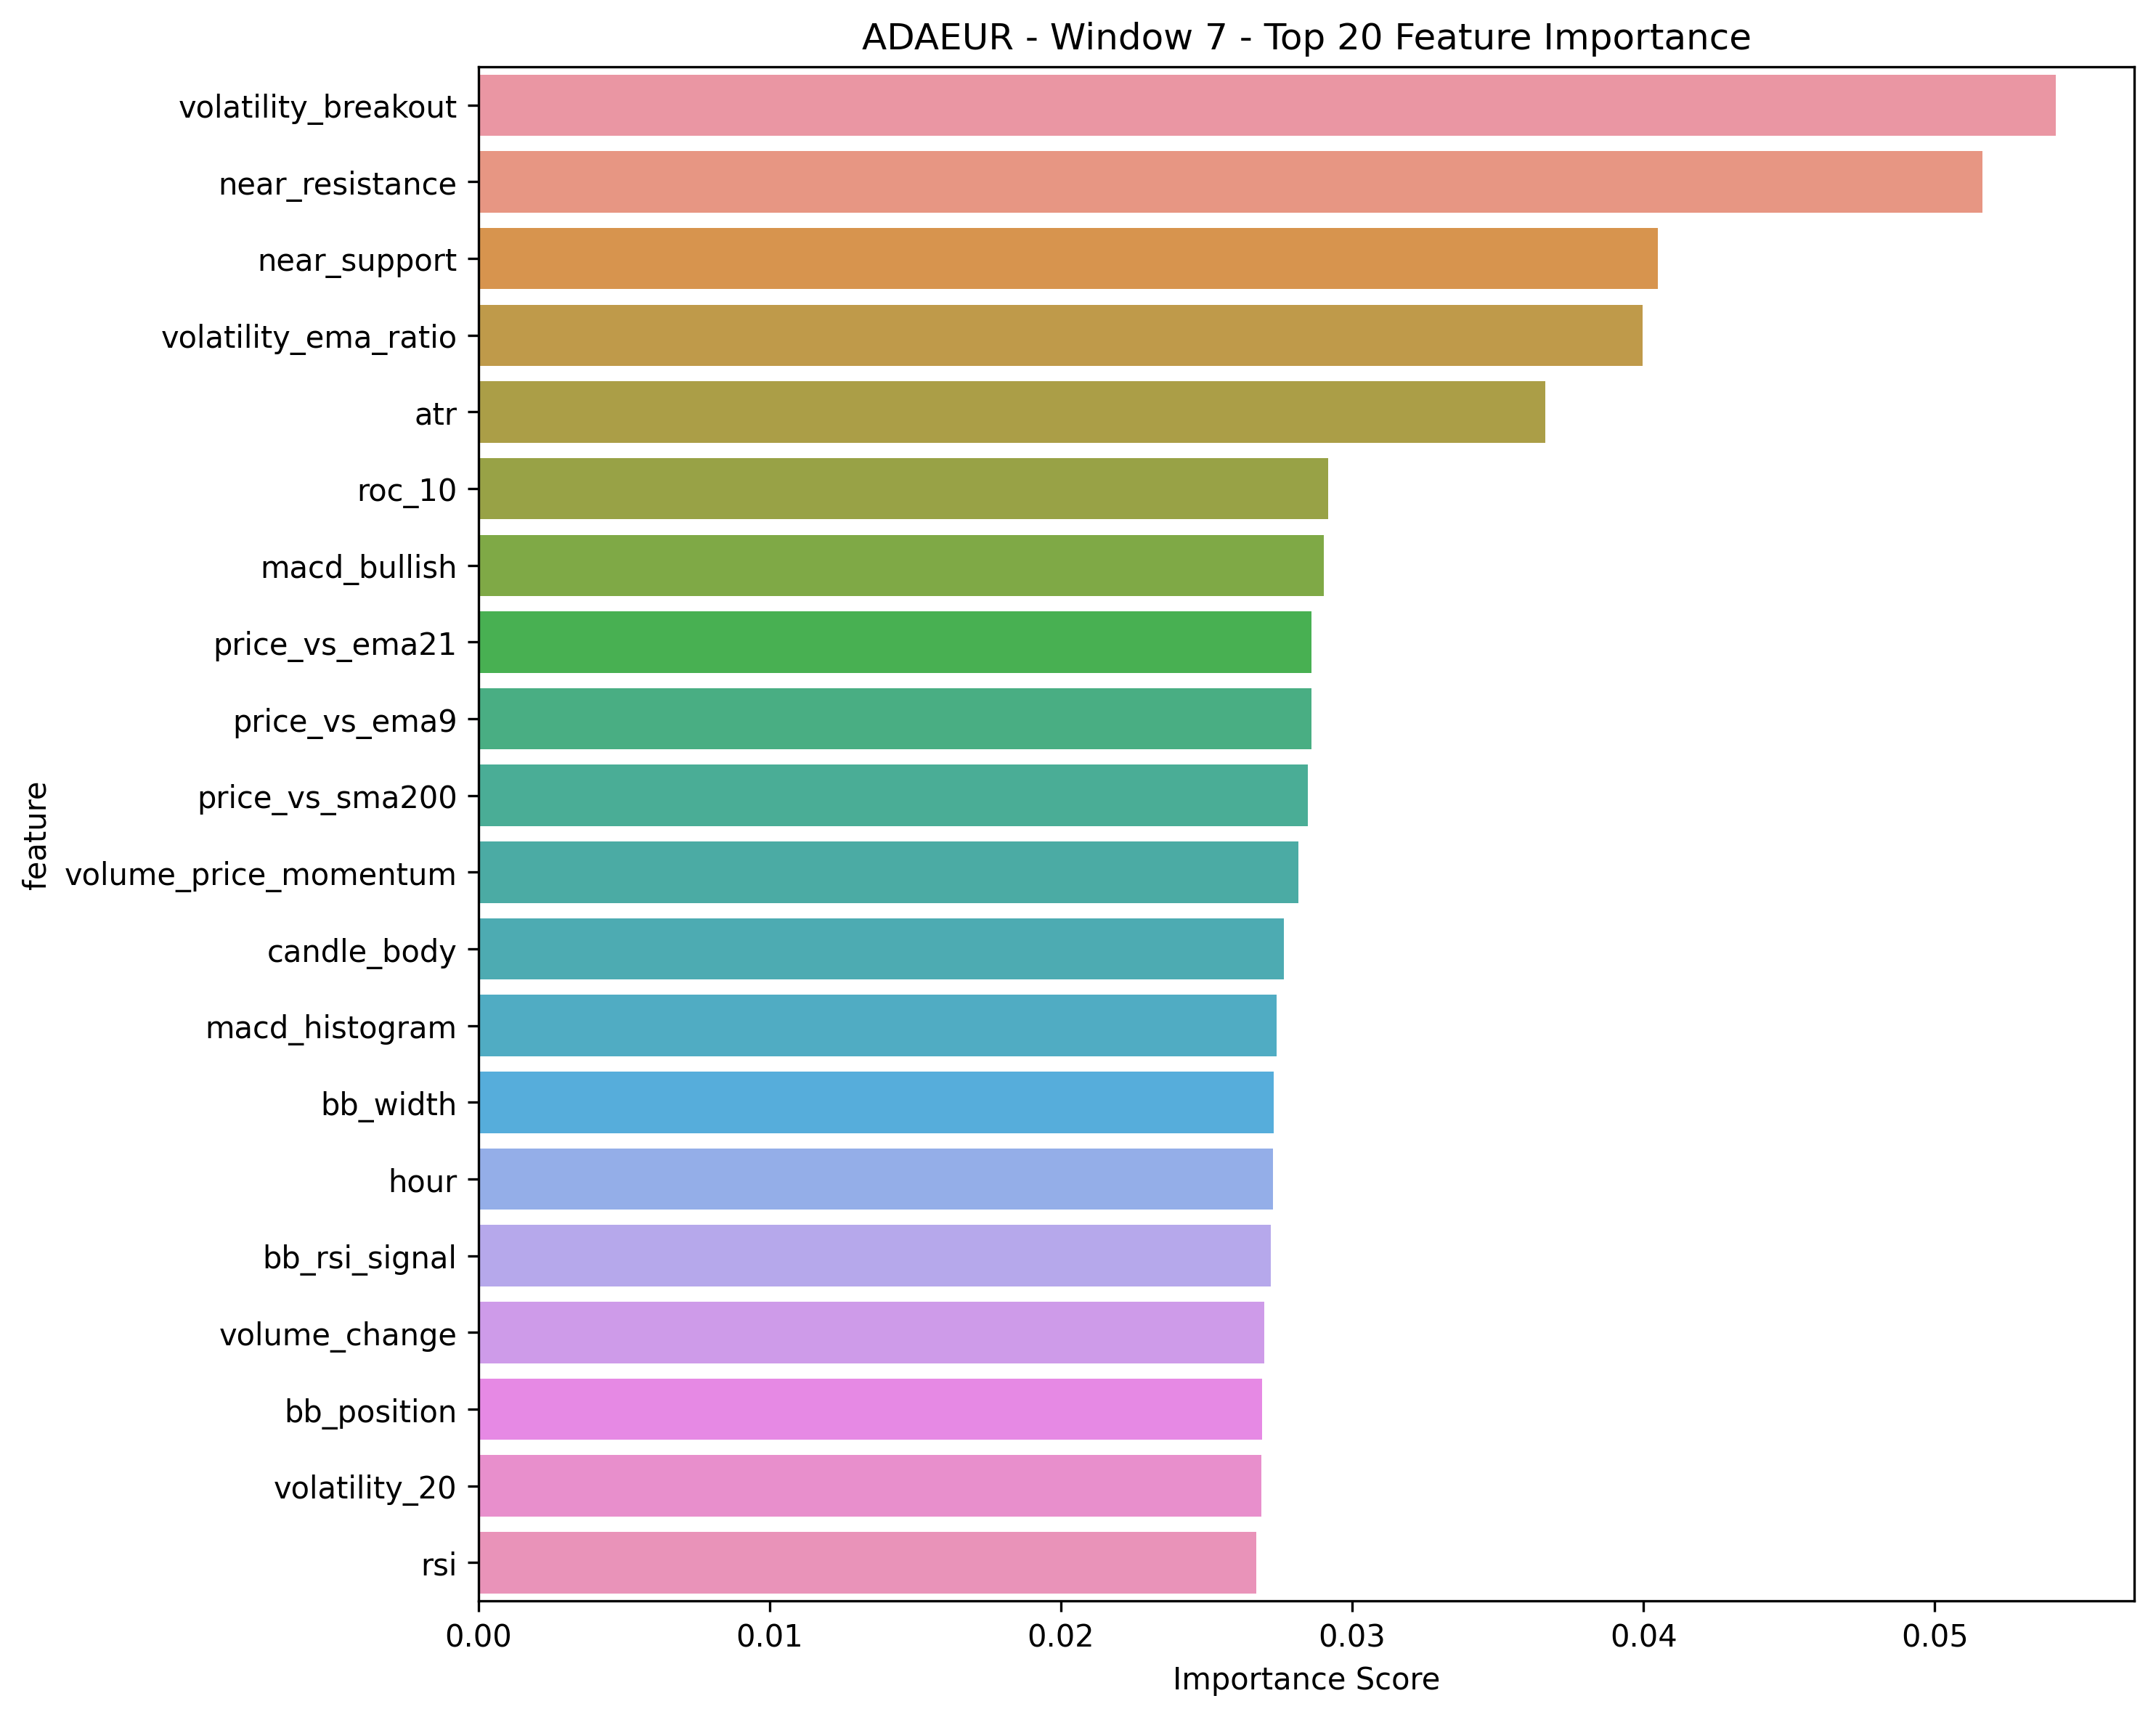 ADAEUR - Window 7 - Top 20 Feature Importance
volatility_breakout
near_resistance
near_support
volatility_ema_ratio
atr
roc_10
macd_bullish
price_vs_ema21
price_vs_ema9
price_vs_sma200
volume_price_momentum
candle_body
macd_histogram
bb_width
hour
bb_rsi_signal
volume_change
bb_position
volatility_20
rsi
feature
0.00 0.01 0.02 0.03 0.04 0.05
Importance Score